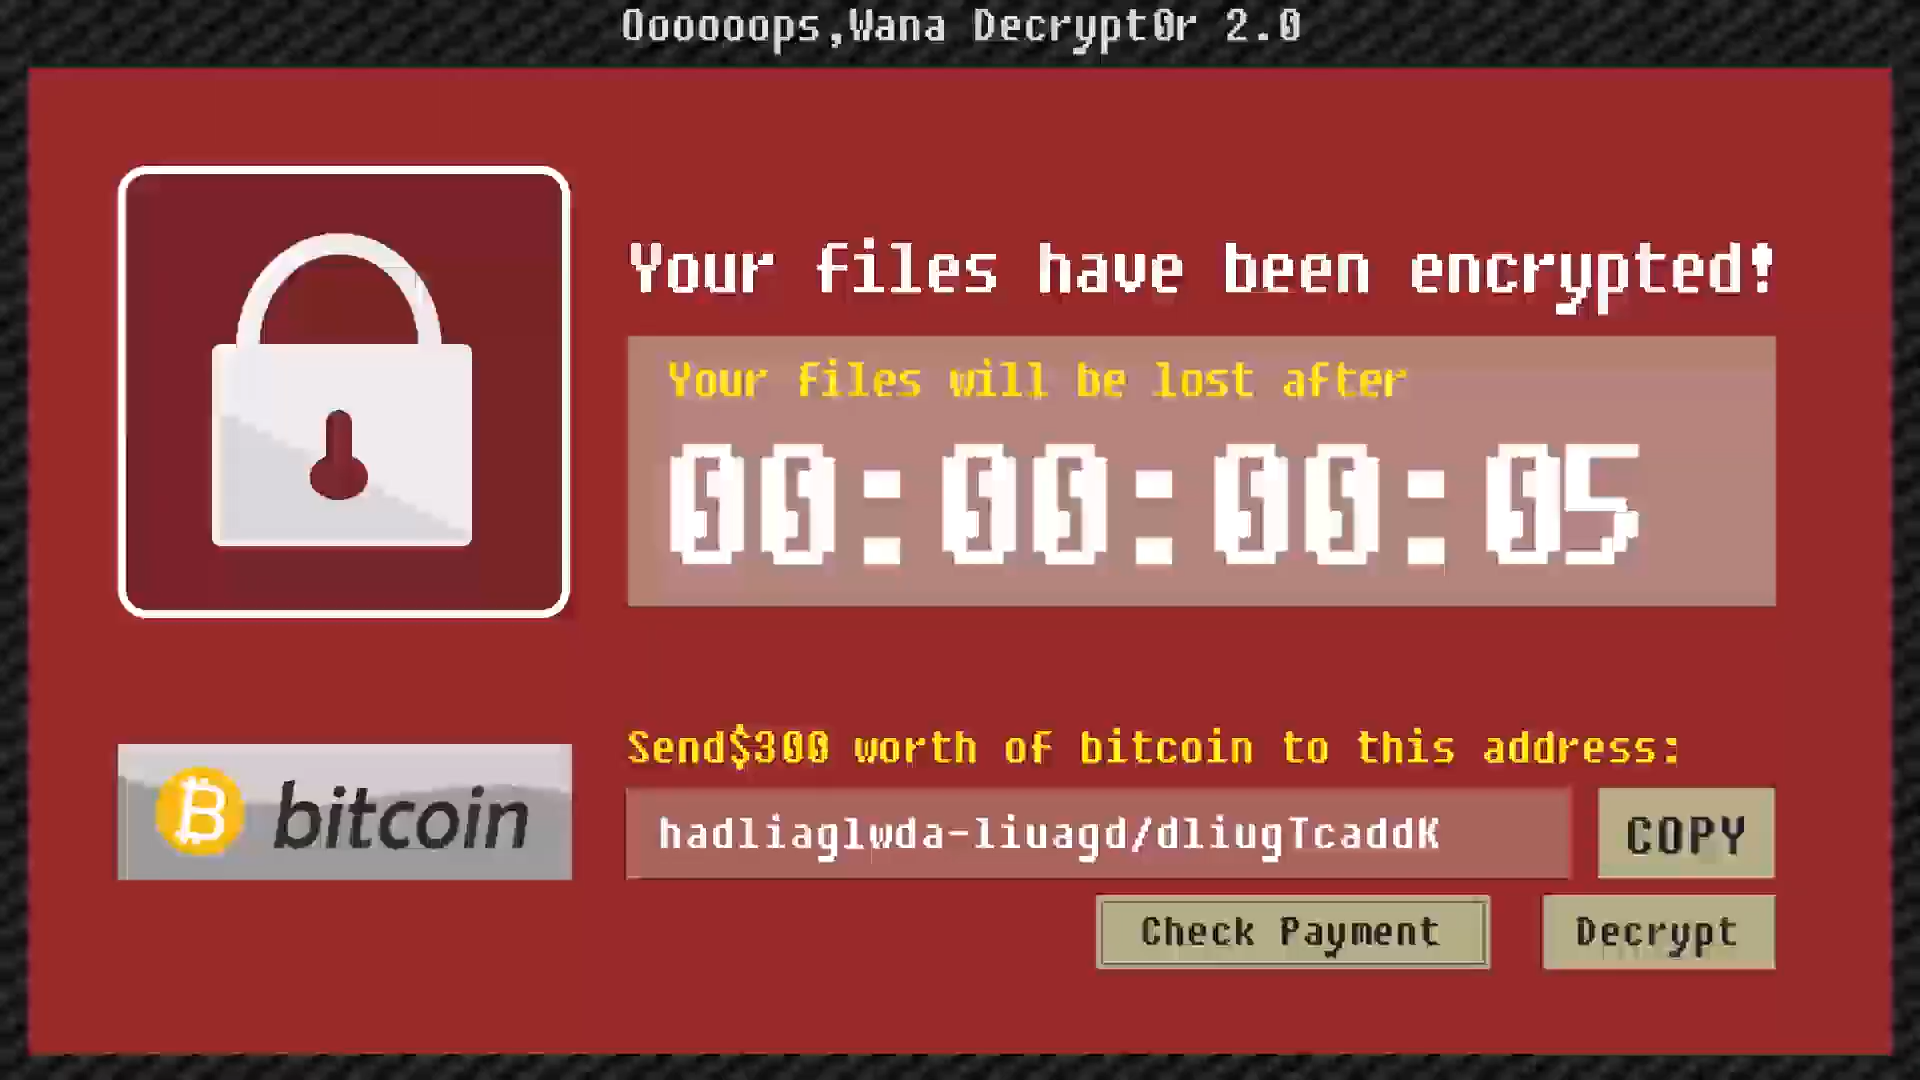 Oooooops,Wana Decrypt0r 2.0
Your files have been encrypted!
Your files will be lost after
00:00:00:05
Send$300 worth of bitcoin to this address:
bitcoin
hadliaglwda-liuagd/dliugTcaddK
COPY
Check Payment
Decrypt